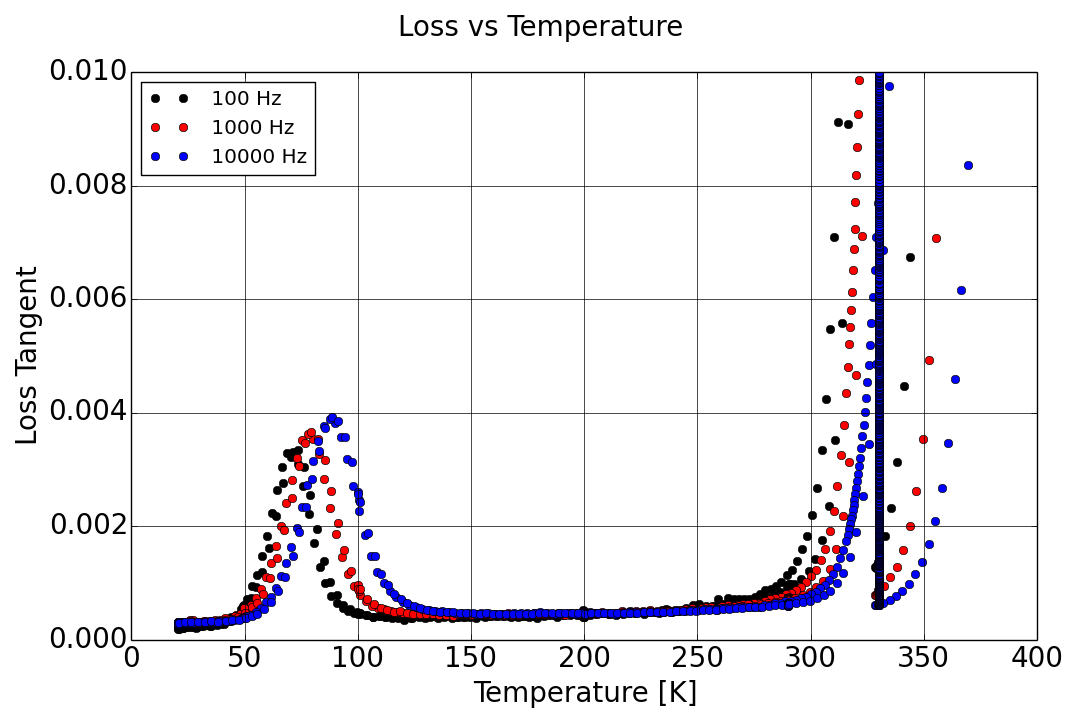 Loss vs Temperature
0.010
100 Hz
1000 Hz
10000 Hz
0.008
0.006
0.004
0.002
0.000
Loss Tangent
0 50 100 150 200 250 300 350 400
Temperature [K]